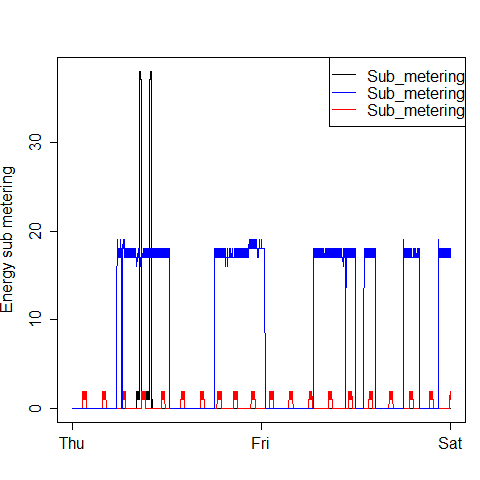 Sub_metering
Sub_metering
Sub_metering
Energy sub metering
30
20
10
0
Thu
Fri
Sat